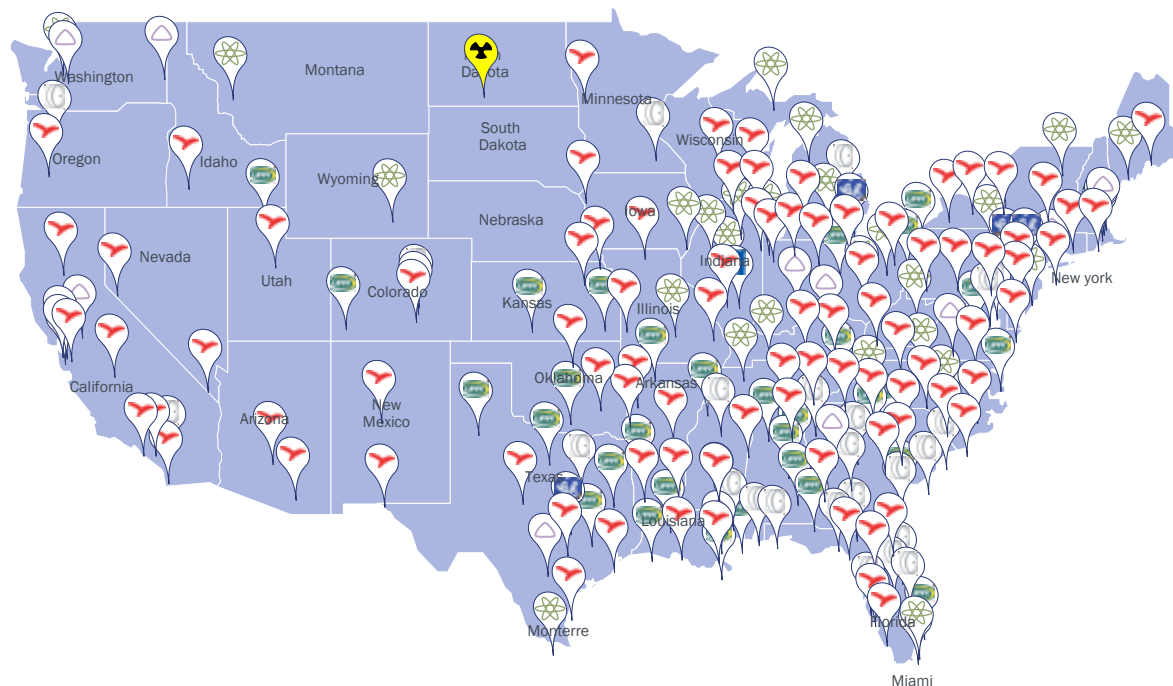 Washington
Montana
Dakota
Minnesota
Oregon
Idaho
South
Dakota
Wisconsin
Wyoming
Nebraska
Iowa
Nevada
Utah
Colorado
Kansas
Illinois
Indiana
New york
California
Arizona
New
Mexico
Oklahoma
Arkansas
Texas
Louisiana
Florida
Monterre
Miami